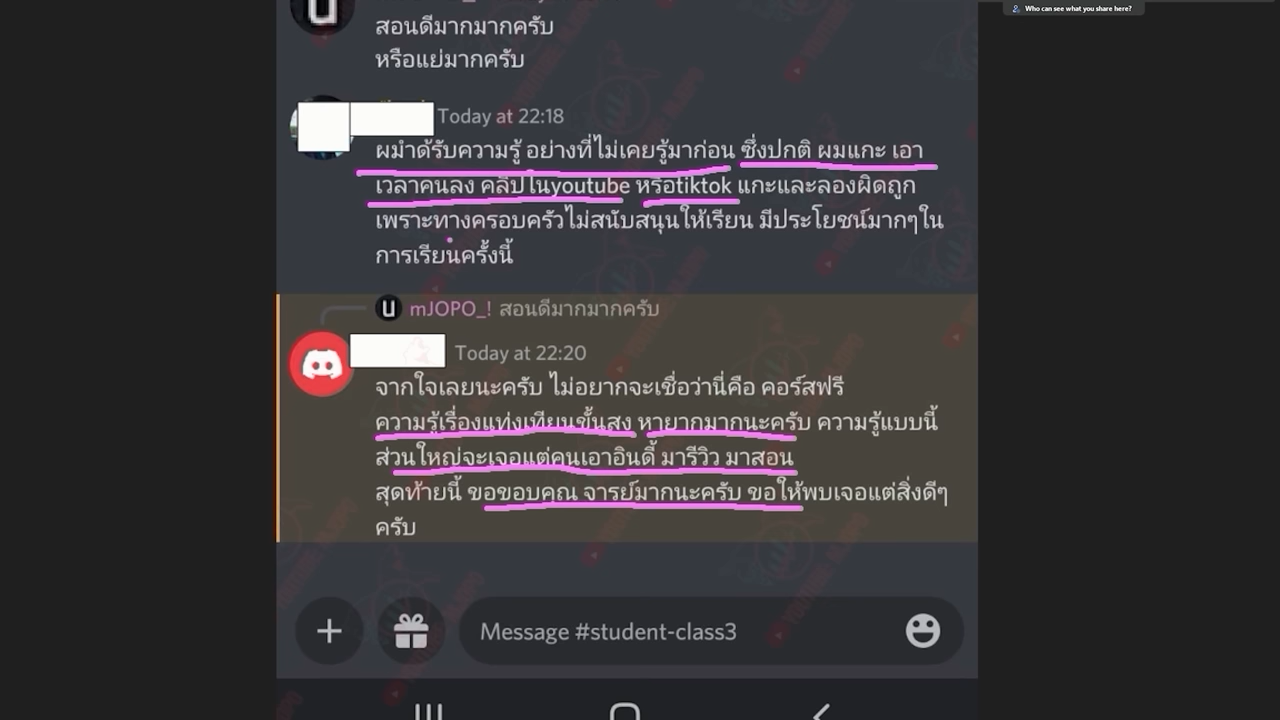 Who can see what you share here?
สอนดีมากมากครับ
หรือแย่มากครับ
Today at 22:18
ผมำด้รับความรู้ อย่างที่ไม่เคยรู้มาก่อน ซึ่งปกติ ผมแกะ เอา
เวลาคนลง คลิปในyoutube หรือtiktok แกะและลองผิดถูก
เพราะทางครอบครัวไม่สนับสนุนให้เรียน มีประโยชน์มากๆใน
การเรียนครั้งนี้
U mJOPO_! สอนดีมากมากครับ
Today at 22:20
จากใจเลยนะครับ ไม่อยากจะเชื่อว่านี่คือ คอร์สฟรี
ความรู้เรื่องแท่งเทียนขั้นสูง หายากมากนะครับ ความรู้แบบนี้
ส่วนใหญ่จะเจอแต่คนเอาอินดี้ มารีวิว มาสอน
สุดท้ายนี้ ขอขอบคุณ จารย์มากนะครับ ขอให้พบเจอแต่สิ่งดีๆ
ครับ
Message #student-class3